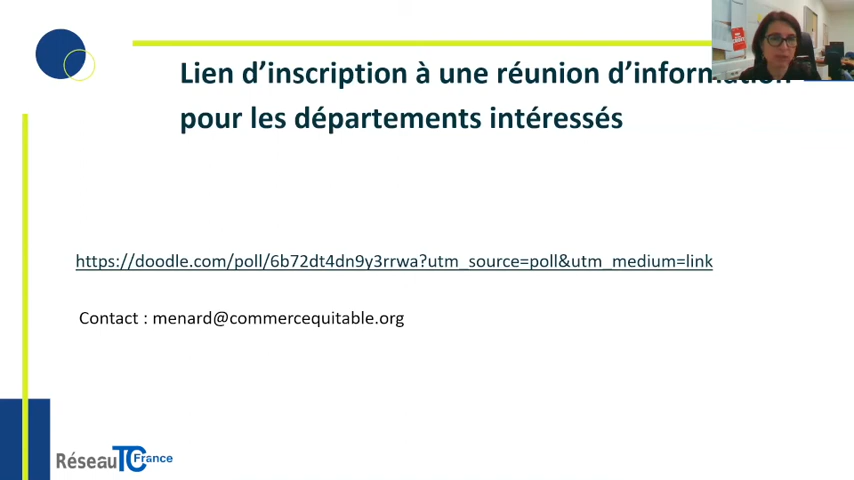 Lien d’inscription à une réunion d’information
pour les départements intéressés
https://doodle.com/poll/6b72dt4dn9y3rrwa?utm_source=poll&utm_medium=link
Contact : menard@commercequitable.org
Réseau TC France